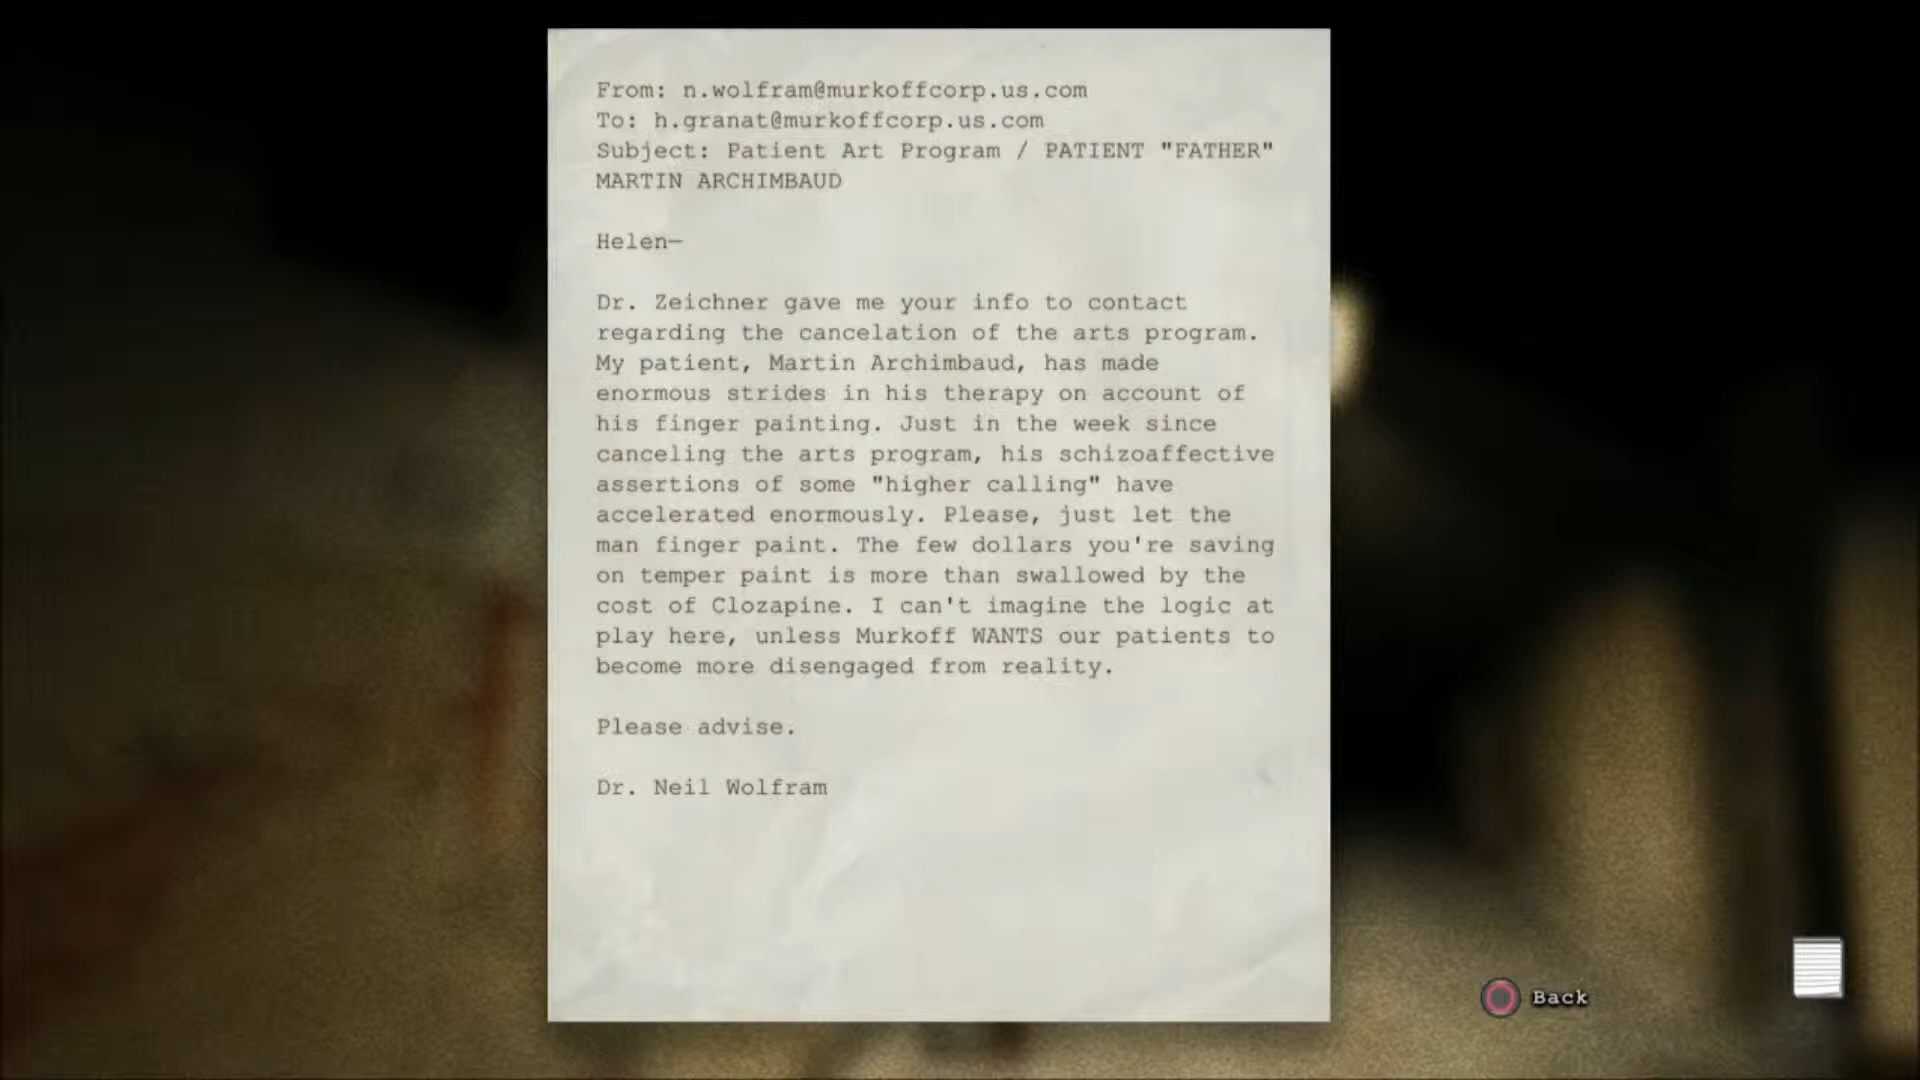 From: n.wolfram@murkoffcorp.us.com
To: h.granat@murkoffcorp.us.com
Subject: Patient Art Program / PATIENT "FATHER"
MARTIN ARCHIMBAUD
Helen—
Dr. Zeichner gave me your info to contact
regarding the cancelation of the arts program.
My patient, Martin Archimbaud, has made
enormous strides in his therapy on account of
his finger painting. Just in the week since
canceling the arts program, his schizoaffective
assertions of some "higher calling" have
accelerated enormously. Please, just let the
man finger paint. The few dollars you're saving
on temper paint is more than swallowed by the
cost of Clozapine. I can't imagine the logic at
play here, unless Murkoff WANTS our patients to
become more disengaged from reality.
Please advise.
Dr. Neil Wolfram
Back